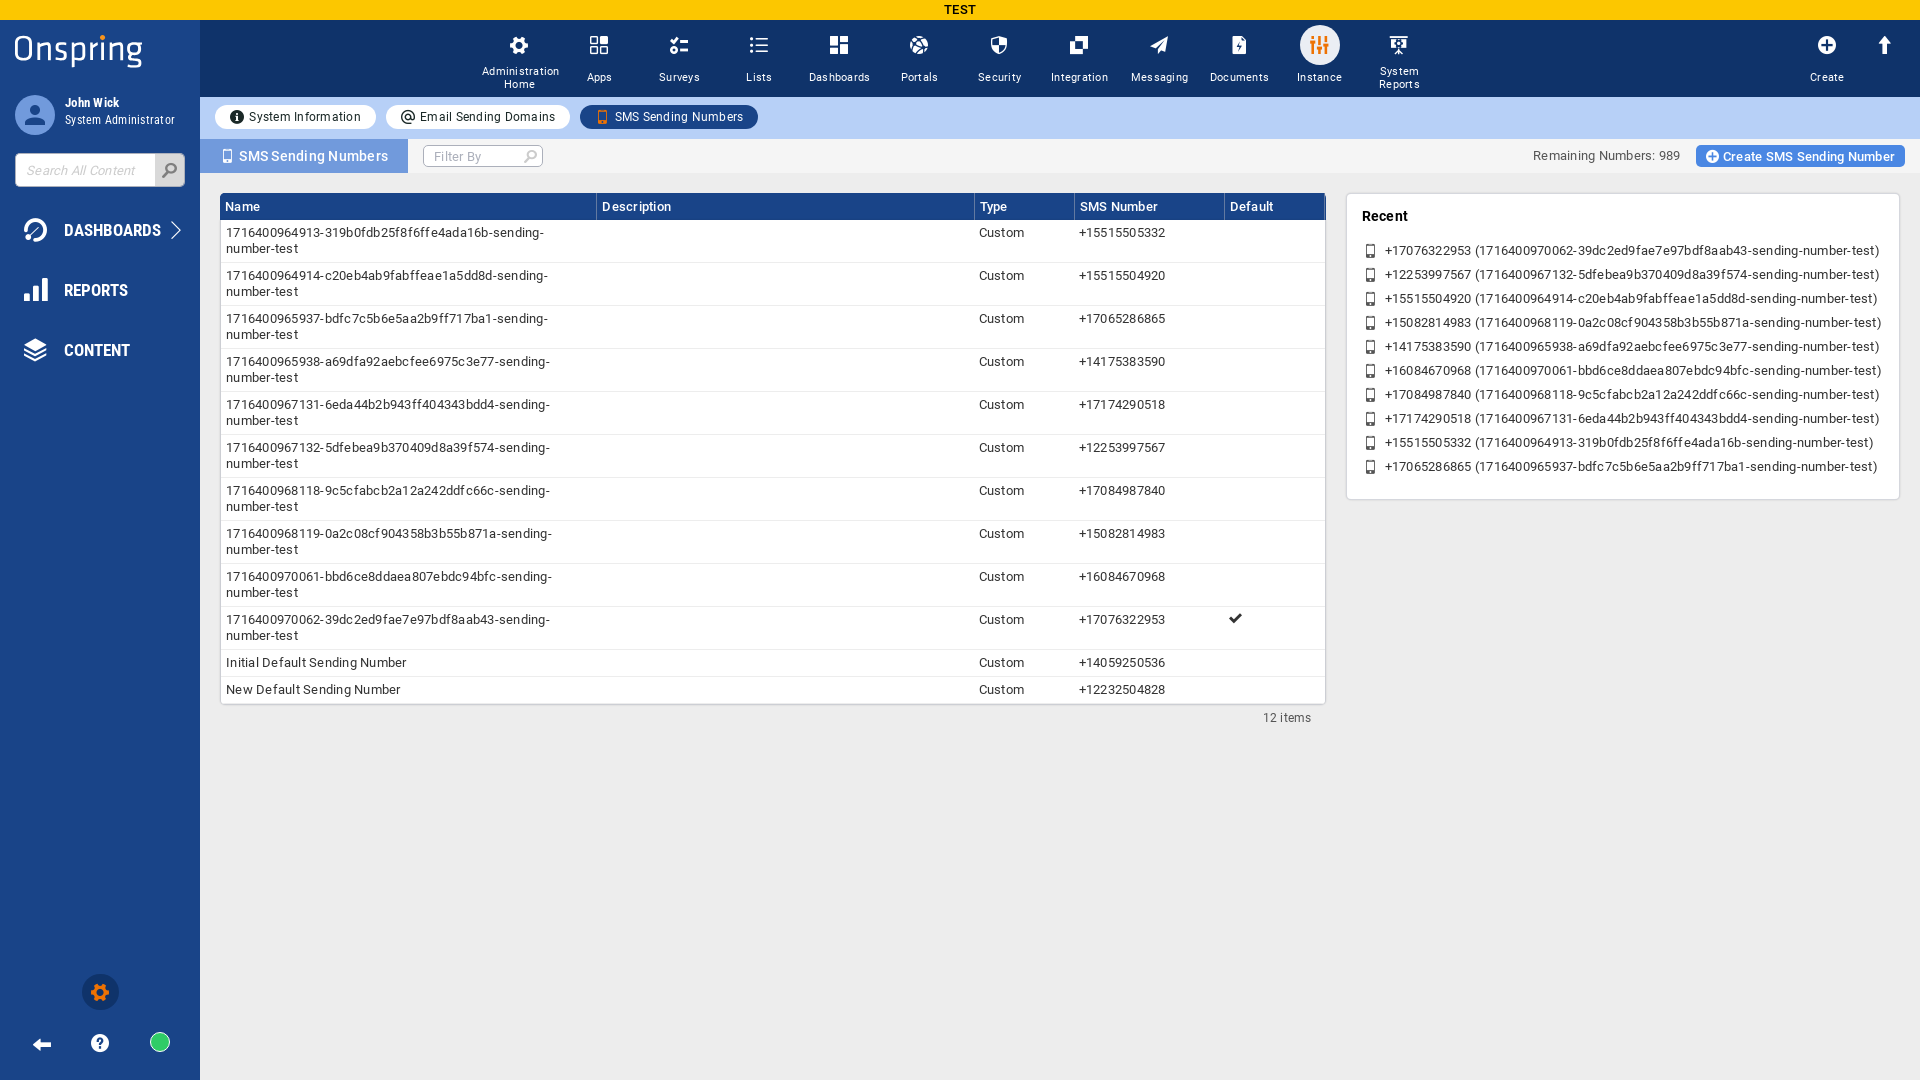 TEST
Onspring
John Wick
System Administrator
Search All Content
DASHBOARDS
REPORTS
CONTENT
Administration Home
Apps
Surveys
Lists
Dashboards
Portals
Security
Integration
Messaging
Documents
Instance
System Reports
Create
System Information
Email Sending Domains
SMS Sending Numbers
SMS Sending Numbers
Filter By
Remaining Numbers: 989
Create SMS Sending Number
Name Description Type SMS Number Default
1716400964913-319b0fdb25f8f6ffe4ada16b-sending- Custom +15515505332
number-test
1716400964914-c20eb4ab9fabffeae1a5dd8d-sending- Custom +15515504920
number-test
1716400965937-bdfc7c5b6e5aa2b9ff717ba1-sending- Custom +17065286865
number-test
1716400965938-a69dfa92aebcfee6975c3e77-sending- Custom +14175383590
number-test
1716400967131-6eda44b2b943ff404343bdd4-sending- Custom +17174290518
number-test
1716400967132-5dfebea9b370409d8a39f574-sending- Custom +12253997567
number-test
1716400968118-9c5cfabcb2a12a242ddfc66c-sending- Custom +17084987840
number-test
1716400968119-0a2c08cf904358b3b55b871a-sending- Custom +15082814983
number-test
1716400970061-bbd6ce8ddaea807ebdc94bfc-sending- Custom +16084670968
number-test
1716400970062-39dc2ed9fae7e97bdf8aab43-sending- Custom +17076322953
number-test
Initial Default Sending Number Custom +14059250536
New Default Sending Number Custom +12232504828
12 items
Recent
+17076322953 (1716400970062-39dc2ed9fae7e97bdf8aab43-sending-number-test)
+12253997567 (1716400967132-5dfebea9b370409d8a39f574-sending-number-test)
+15515504920 (1716400964914-c20eb4ab9fabffeae1a5dd8d-sending-number-test)
+15082814983 (1716400968119-0a2c08cf904358b3b55b871a-sending-number-test)
+14175383590 (1716400965938-a69dfa92aebcfee6975c3e77-sending-number-test)
+16084670968 (1716400970061-bbd6ce8ddaea807ebdc94bfc-sending-number-test)
+17084987840 (1716400968118-9c5cfabcb2a12a242ddfc66c-sending-number-test)
+17174290518 (1716400967131-6eda44b2b943ff404343bdd4-sending-number-test)
+15515505332 (1716400964913-319b0fdb25f8f6ffe4ada16b-sending-number-test)
+17065286865 (1716400965937-bdfc7c5b6e5aa2b9ff717ba1-sending-number-test)